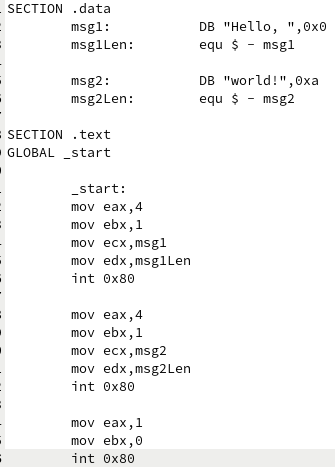 SECTION .data
msg1: DB "Hello, ",0x0
msg1Len: equ $ - msg1
msg2: DB "world!",0xa
msg2Len: equ $ - msg2
SECTION .text
GLOBAL _start
_start:
mov eax,4
mov ebx,1
mov ecx,msg1
mov edx,msg1Len
int 0x80
mov eax,4
mov ebx,1
mov ecx,msg2
mov edx,msg2Len
int 0x80
mov eax,1
mov ebx,0
int 0x80